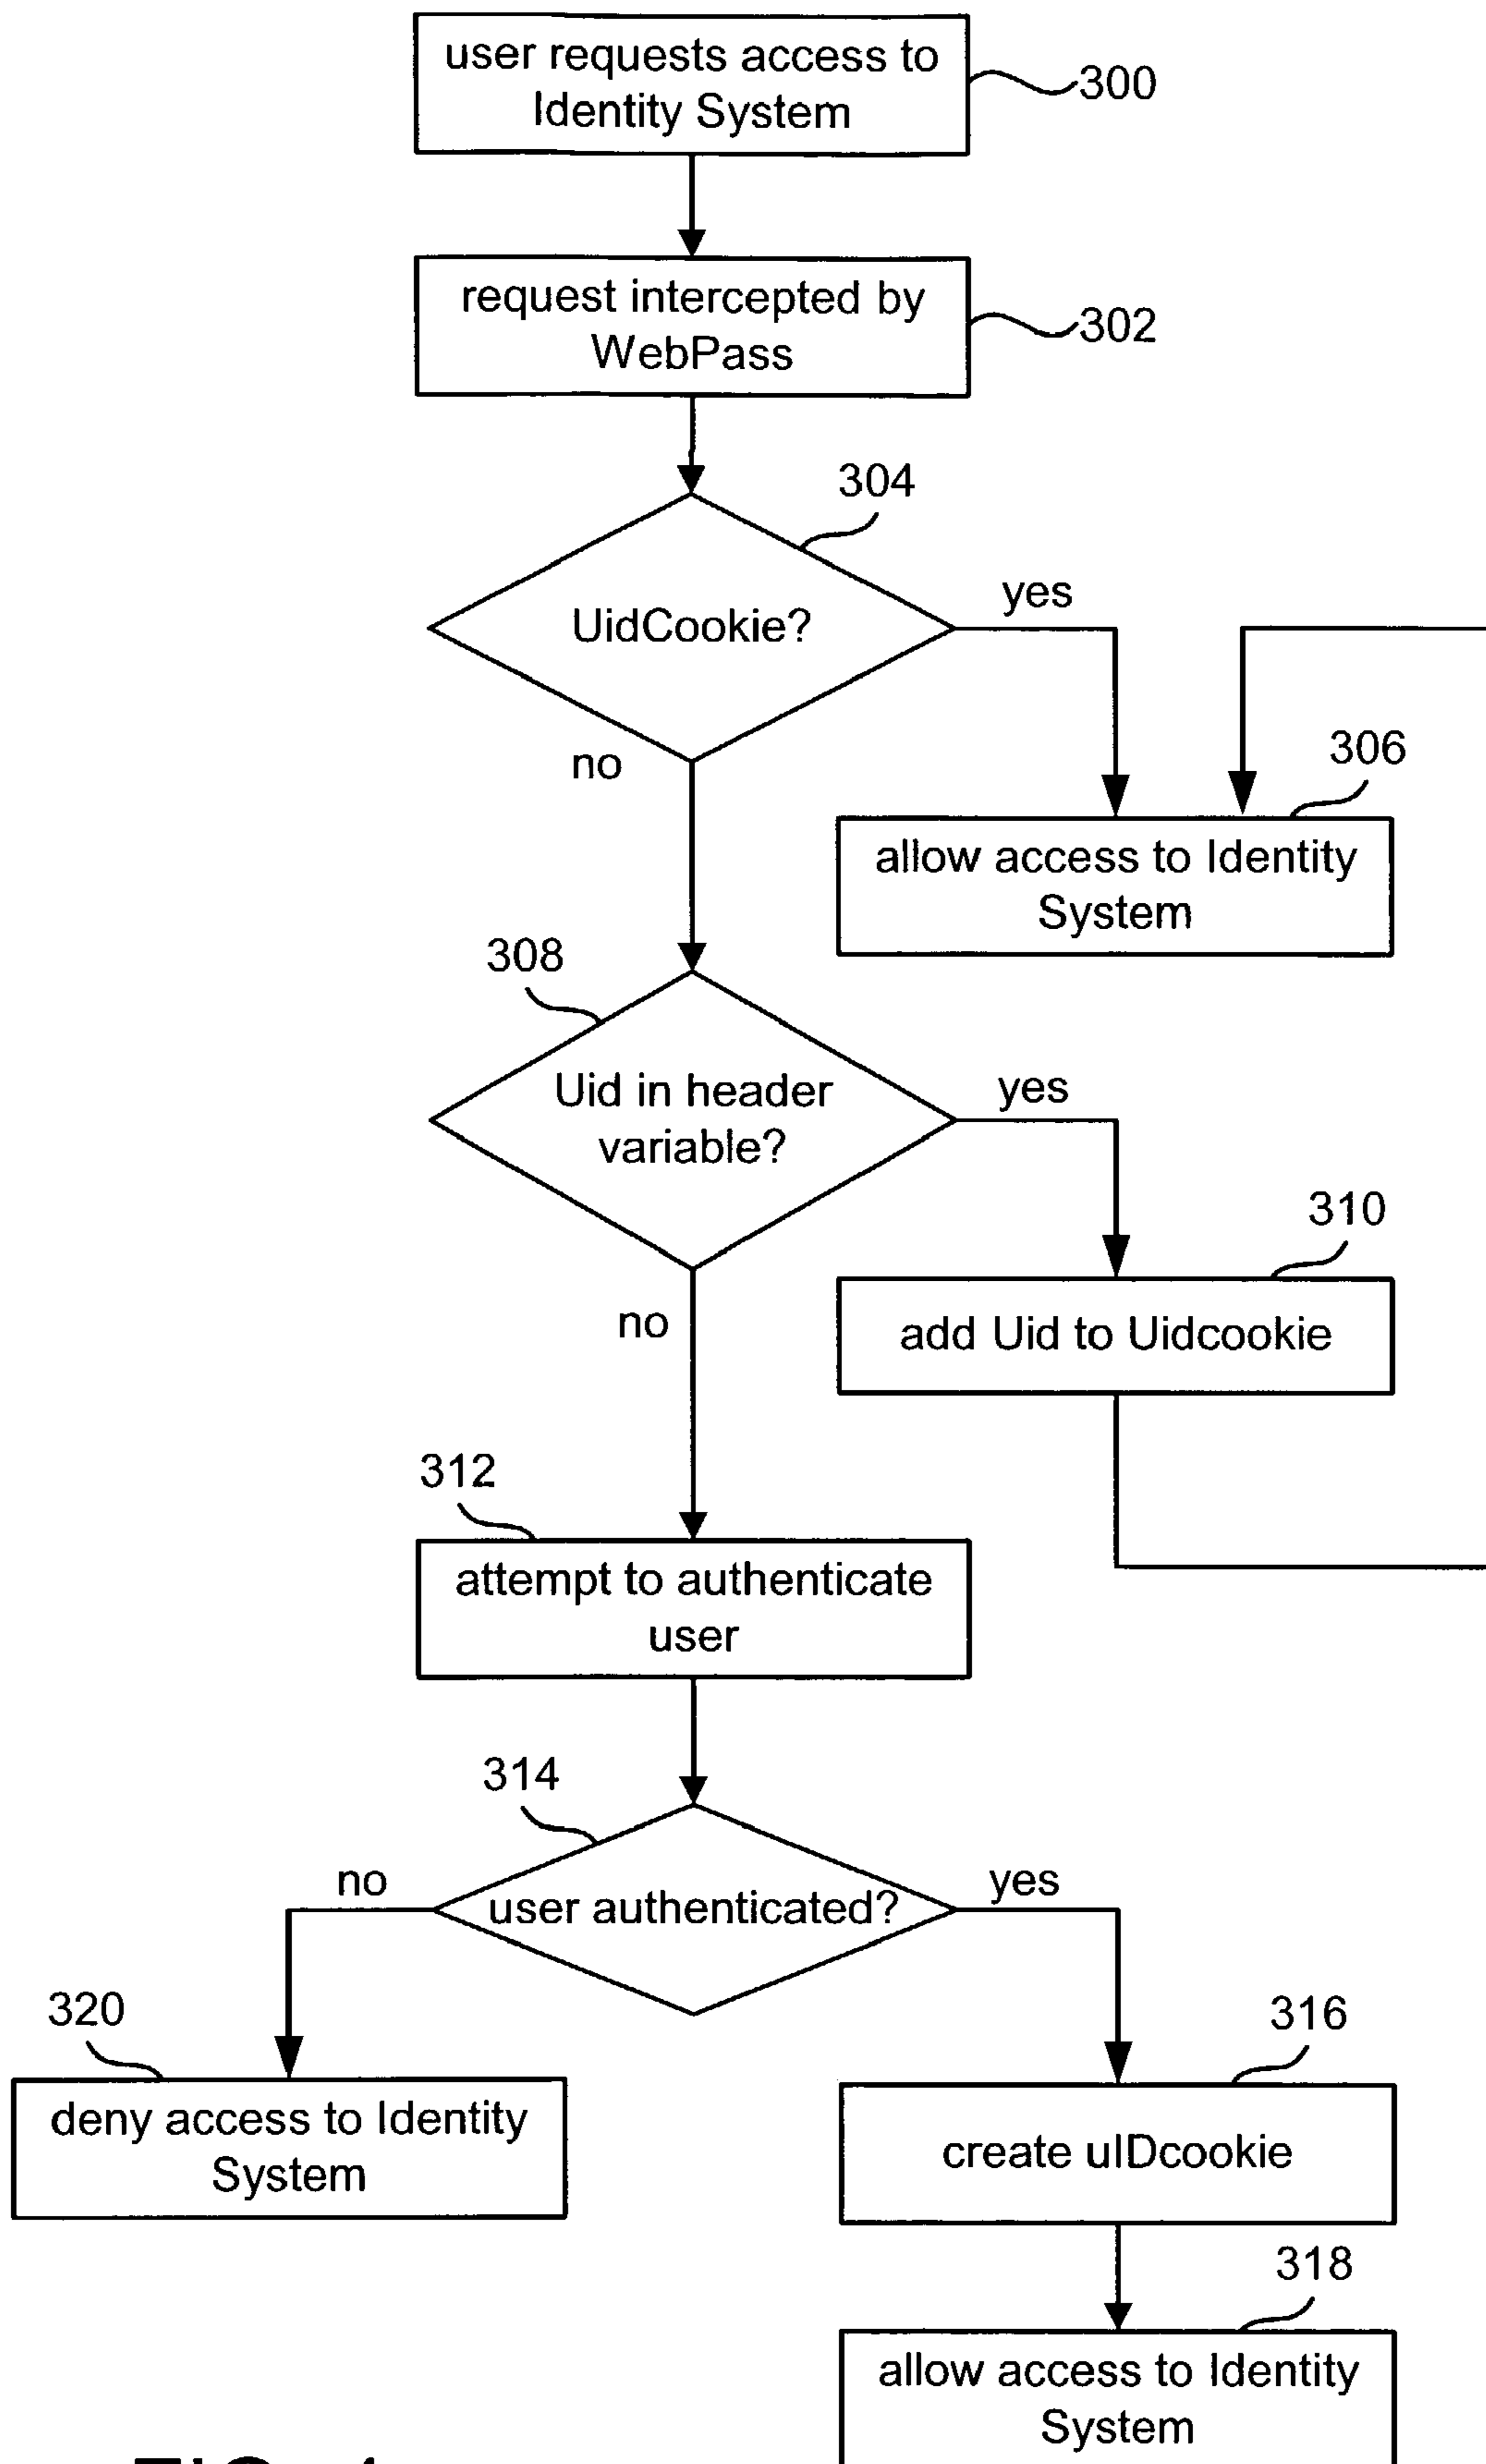 user requests access to
Identity System
300
request intercepted by
WebPass
302
304
UidCookie?
yes
no
306
allow access to Identity
System
308
Uid in header
variable?
yes
no
310
add Uid to Uidcookie
312
attempt to authenticate
user
314
user authenticated?
no
yes
320
deny access to Identity
System
316
create uIDcookie
318
allow access to Identity
System